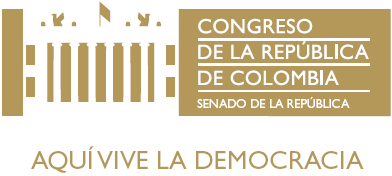 CONGRESO
DE LA REPÚBLICA
DE COLOMBIA
SENADO DE LA REPÚBLICA
AQUÍ VIVE LA DEMOCRACIA